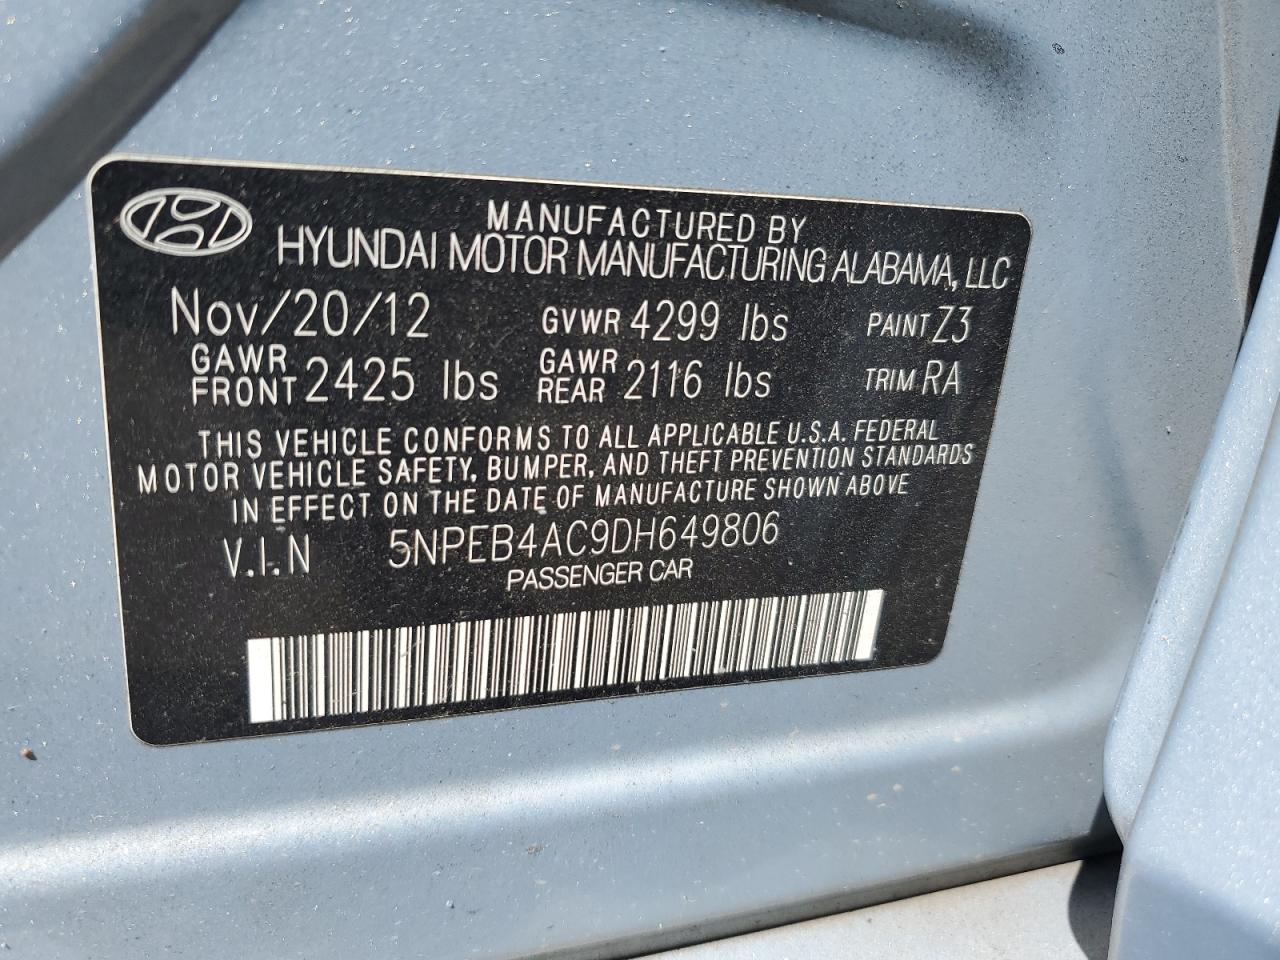 MANUFACTURED BY
HYUNDAI MOTOR MANUFACTURING ALABAMA, LLC
Nov/20/12 GVWR 4299 lbs PAINT Z3
GAWR FRONT 2425 lbs GAWR REAR 2116 lbs TRIM RA
THIS VEHICLE CONFORMS TO ALL APPLICABLE U.S.A. FEDERAL
MOTOR VEHICLE SAFETY, BUMPER, AND THEFT PREVENTION STANDARDS
IN EFFECT ON THE DATE OF MANUFACTURE SHOWN ABOVE
V.I.N 5NPEB4AC9DH649806
PASSENGER CAR